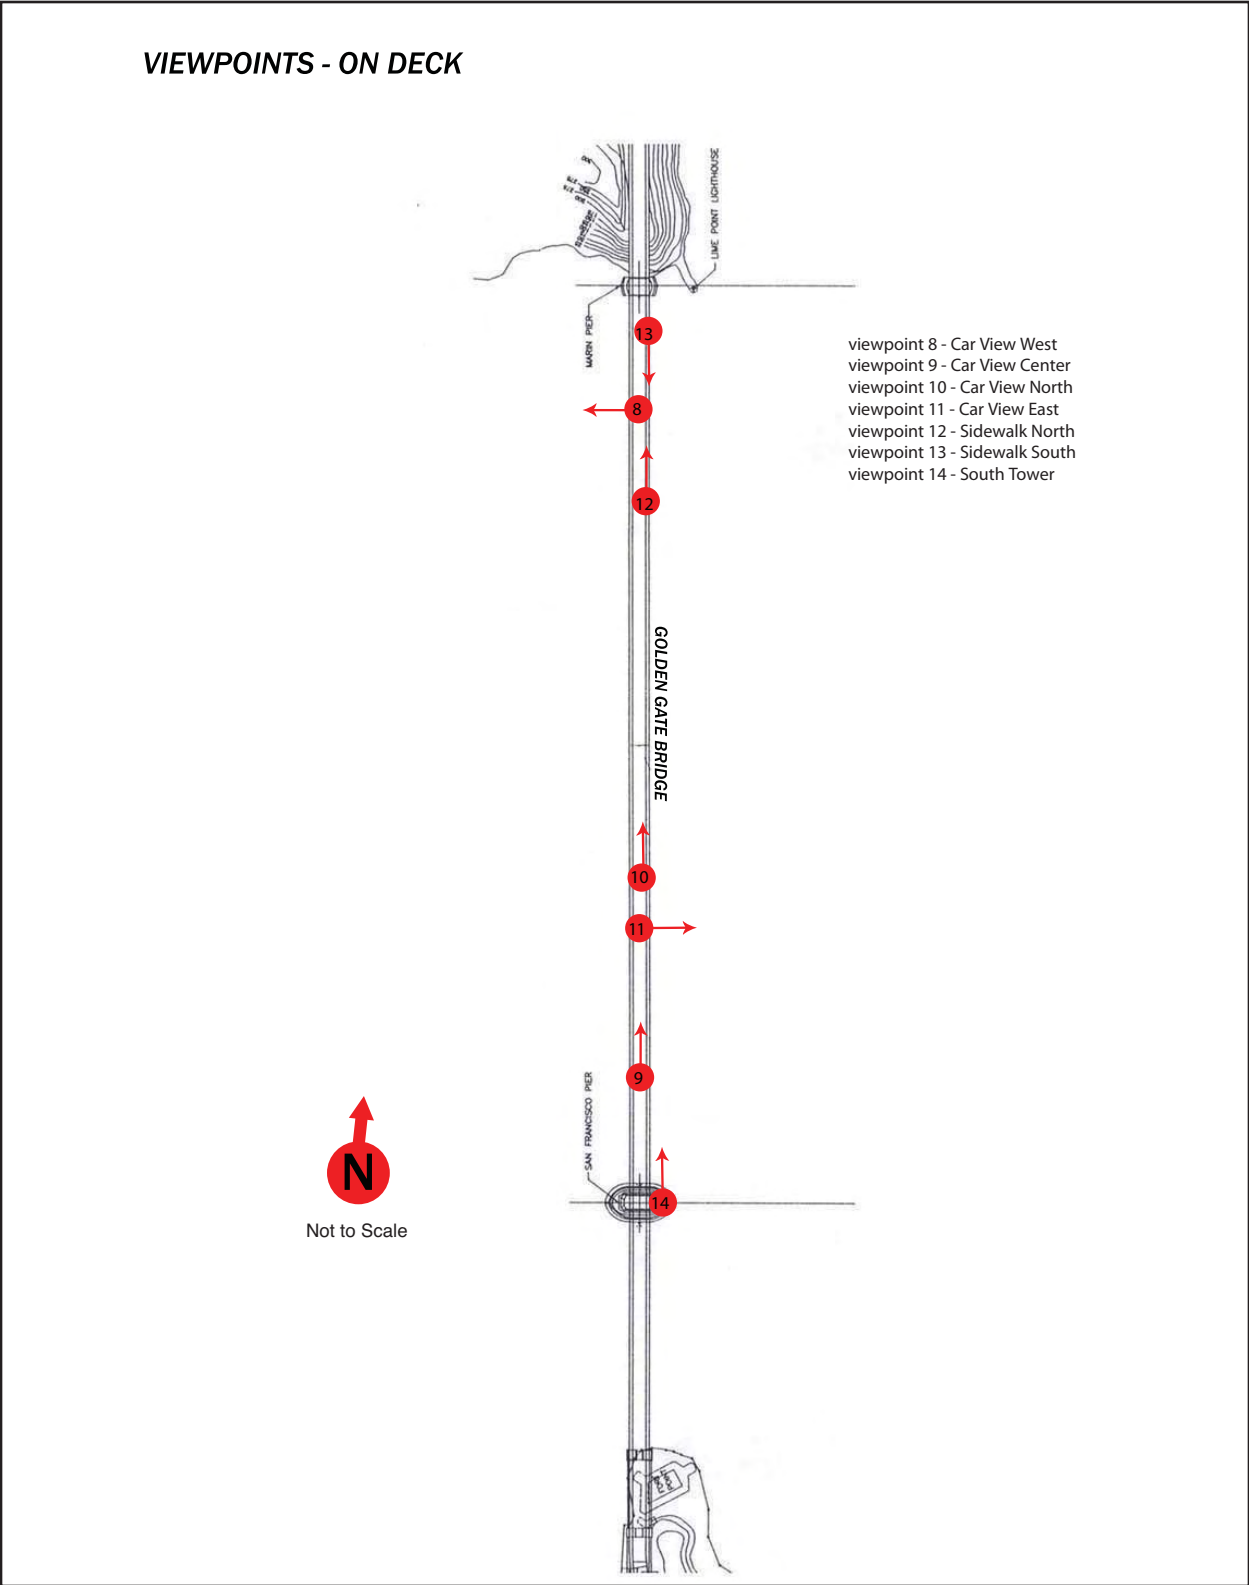 VIEWPOINTS - ON DECK
LIME POINT LIGHTHOUSE
MARIN PIER
13
8
12
viewpoint 8 - Car View West
viewpoint 9 - Car View Center
viewpoint 10 - Car View North
viewpoint 11 - Car View East
viewpoint 12 - Sidewalk North
viewpoint 13 - Sidewalk South
viewpoint 14 - South Tower
GOLDEN GATE BRIDGE
10
11
9
SAN FRANCISCO PIER
14
N
Not to Scale